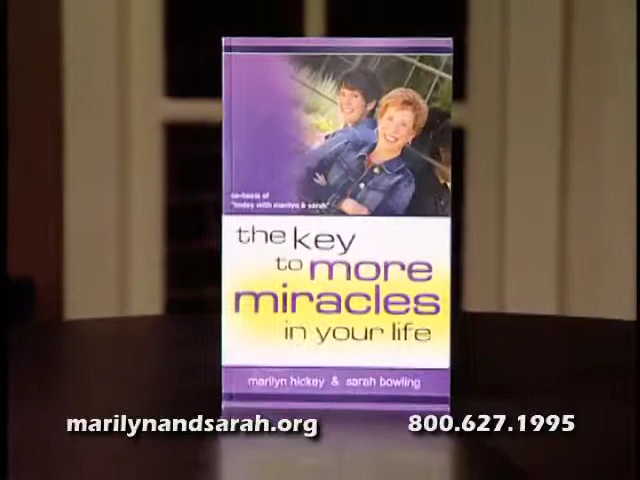 co-hosts of
"today with marilyn & sarah"
the key
to more
miracles
in your life
marilyn hickey & sarah bowling
marilynandsarah.org 800.627.1995